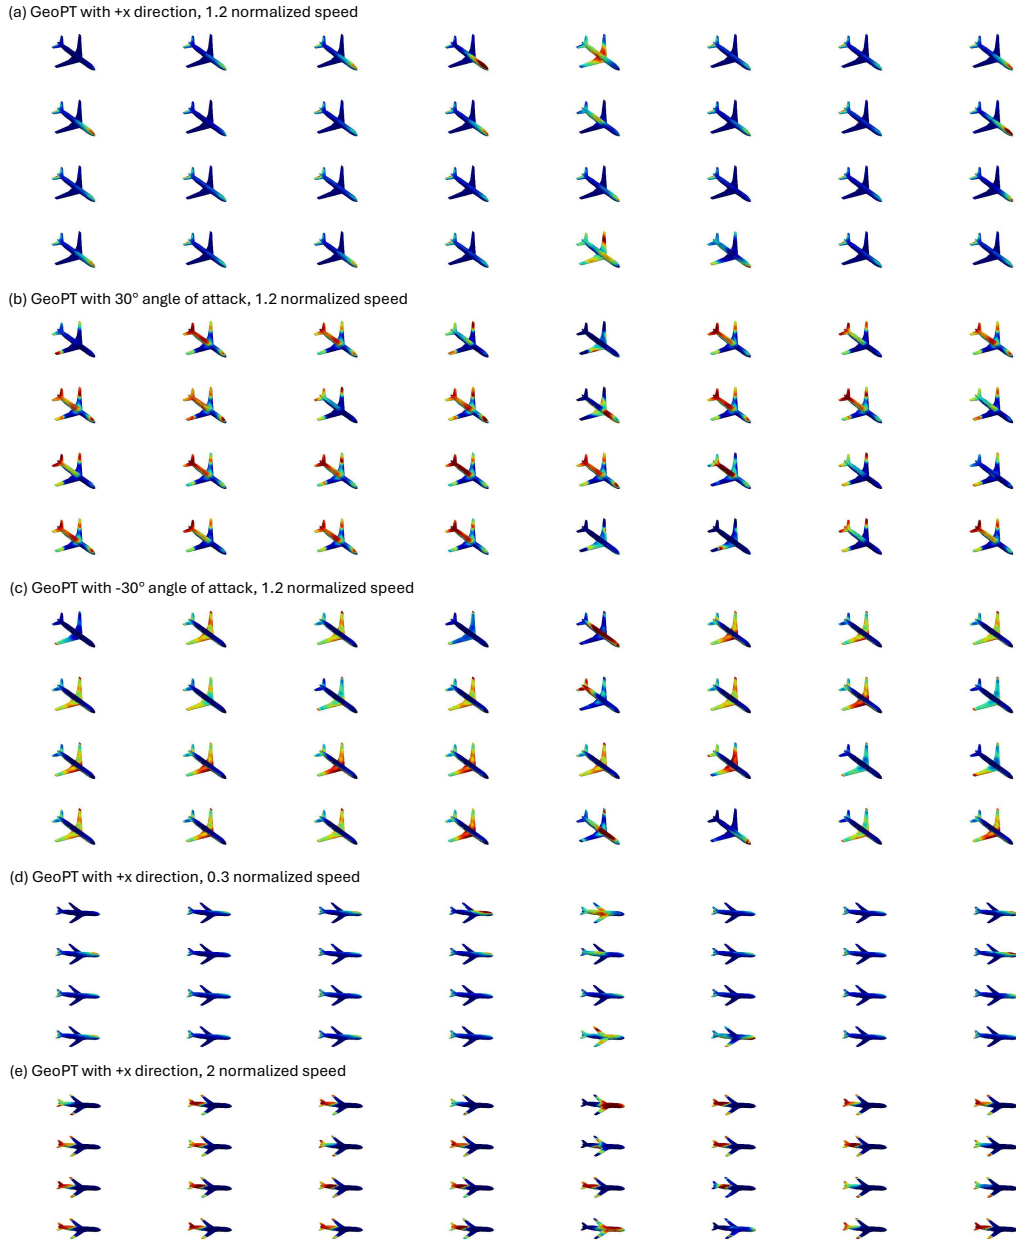 (a) GeoPT with +x direction, 1.2 normalized speed
(b) GeoPT with 30° angle of attack, 1.2 normalized speed
(c) GeoPT with -30° angle of attack, 1.2 normalized speed
(d) GeoPT with +x direction, 0.3 normalized speed
(e) GeoPT with +x direction, 2 normalized speed